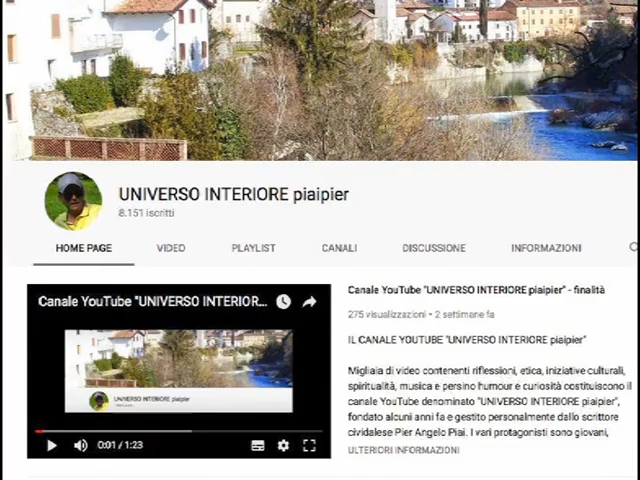 UNIVERSO INTERIORE piaipier
8.151 iscritti
HOME PAGE VIDEO PLAYLIST CANALI DISCUSSIONE INFORMAZIONI
Canale YouTube "UNIVERSO INTERIOR...
UNIVERSO INTERIORE piaipier
0:01 / 1:23
Canale YouTube "UNIVERSO INTERIORE piaipier" - finalità
275 visualizzazioni • 2 settimane fa
IL CANALE YOUTUBE "UNIVERSO INTERIORE piaipier"
Migliaia di video contenenti riflessioni, etica, iniziative culturali,
spiritualità, musica e persino humour e curiosità costituiscono il
canale YouTube denominato "UNIVERSO INTERIORE piaipier",
fondato alcuni anni fa e gestito personalmente dallo scrittore
cividalese Pier Angelo Piai. I vari protagonisti sono giovani,
ULTERIORI INFORMAZIONI